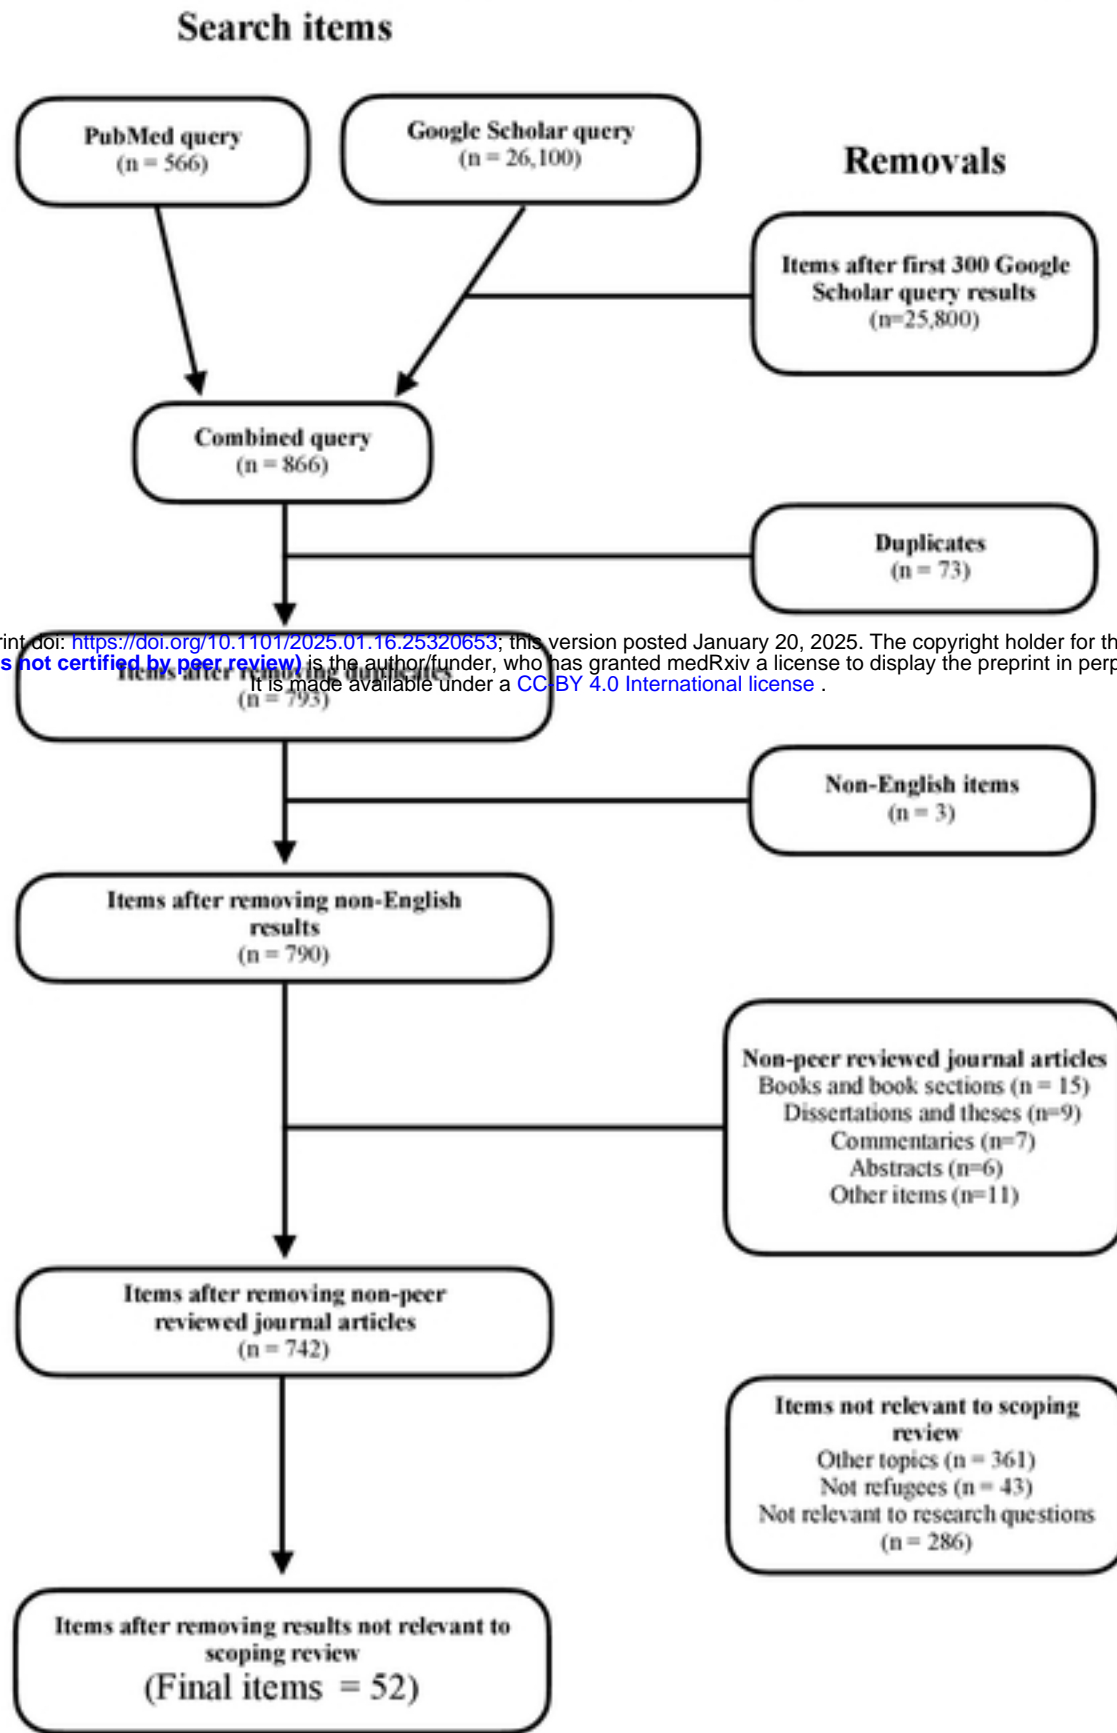 Search items
PubMed query
(n = 566)
Google Scholar query
(n = 26,100)
Removals
Items after first 300 Google
Scholar query results
(n=25,800)
Combined query
(n = 866)
Duplicates
(n = 73)
doi: https://doi.org/10.1101/2025.01.16.25320653; this version posted January 20, 2025. The copyright holder for
not certified by peer review) is the author/funder, who has granted medRxiv a license to display the preprint in
It is made available under a CC-BY 4.0 International license .
Items after removing duplicates
(n = 793)
Non-English items
(n = 3)
Items after removing non-English
results
(n = 790)
Non-peer reviewed journal articles
Books and book sections (n = 15)
Dissertations and theses (n=9)
Commentaries (n=7)
Abstracts (n=6)
Other items (n=11)
Items after removing non-peer
reviewed journal articles
(n = 742)
Items not relevant to scoping
review
Other topics (n = 361)
Not refugees (n = 43)
Not relevant to research questions
(n = 286)
Items after removing results not relevant to
scoping review
(Final items = 52)